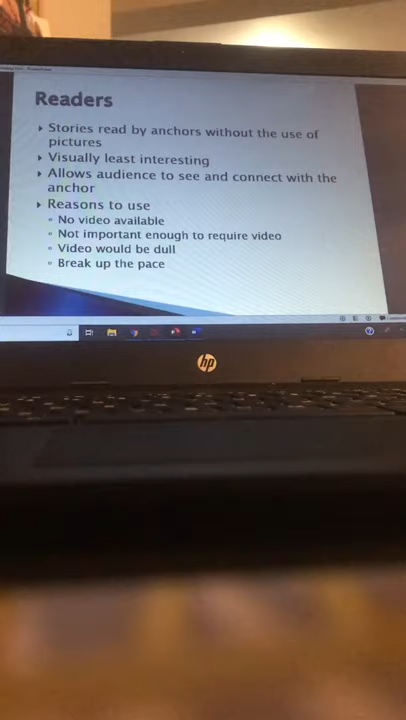 Readers
Stories read by anchors without the use of
pictures
Visually least interesting
Allows audience to see and connect with the
anchor
Reasons to use
No video available
Not important enough to require video
Video would be dull
Break up the pace
hp